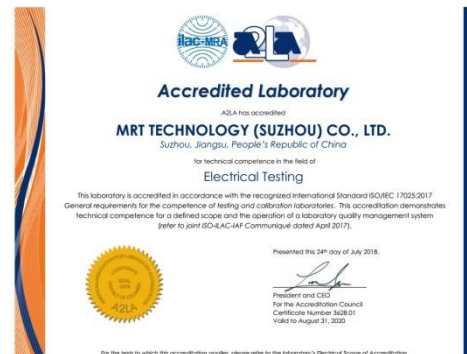 ilac-MRA
A2LA
Accredited Laboratory
A2LA has accredited
MRT TECHNOLOGY (SUZHOU) CO., LTD.
Suzhou, Jiangsu, People's Republic of China
for technical competence in the field of
Electrical Testing
This laboratory is accredited in accordance with the recognized International Standard ISO/IEC 17025:2017
General requirements for the competence of testing and calibration laboratories. This accreditation demonstrates
technical competence for a defined scope and the operation of a laboratory quality management system
(refer to joint ISO-ILAC-IAF Communiqué dated April 2017).
Presented this 24th day of July 2018.
President and CEO
For the Accreditation Council
Certificate Number 3628.01
Valid to August 31, 2020
CORPORATE
SEAL
1978
A2LA
For the tests to which this accreditation applies, please refer to the laboratory's Electrical Scope of Accreditation.